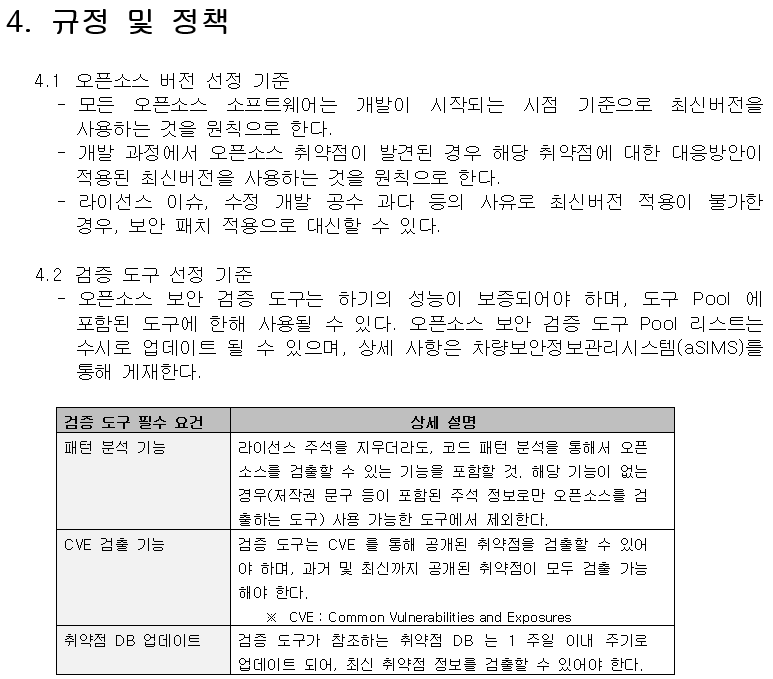 4. 규정 및 정책
4.1 오픈소스 버전 선정 기준
- 모든 오픈소스 소프트웨어는 개발이 시작되는 시점 기준으로 최신버전을
사용하는 것을 원칙으로 한다.
- 개발 과정에서 오픈소스 취약점이 발견된 경우 해당 취약점에 대한 대응방안이
적용된 최신버전을 사용하는 것을 원칙으로 한다.
- 라이선스 이슈, 수정 개발 공수 과다 등의 사유로 최신버전 적용이 불가한
경우, 보안 패치 적용으로 대신할 수 있다.
4.2 검증 도구 선정 기준
- 오픈소스 보안 검증 도구는 하기의 성능이 보증되어야 하며, 도구 Pool 에
포함된 도구에 한해 사용될 수 있다. 오픈소스 보안 검증 도구 Pool 리스트는
수시로 업데이트 될 수 있으며, 상세 사항은 차량보안정보관리시스템(aSIMS)를
통해 게재한다.
검증 도구 필수 요건 상세 설명
패턴 분석 기능 라이선스 주석을 지우더라도, 코드 패턴 분석을 통해서 오픈
소스를 검출할 수 있는 기능을 포함할 것. 해당 기능이 없는
경우(저작권 문구 등이 포함된 주석 정보로만 오픈소스를 검
출하는 도구) 사용 가능한 도구에서 제외한다.
CVE 검출 기능 검증 도구는 CVE 를 통해 공개된 취약점을 검출할 수 있어
야 하며, 과거 및 최신까지 공개된 취약점이 모두 검출 가능
해야 한다.
※ CVE : Common Vulnerabilities and Exposures
취약점 DB 업데이트 검증 도구가 참조하는 취약점 DB 는 1 주일 이내 주기로
업데이트 되어, 최신 취약점 정보를 검출할 수 있어야 한다.